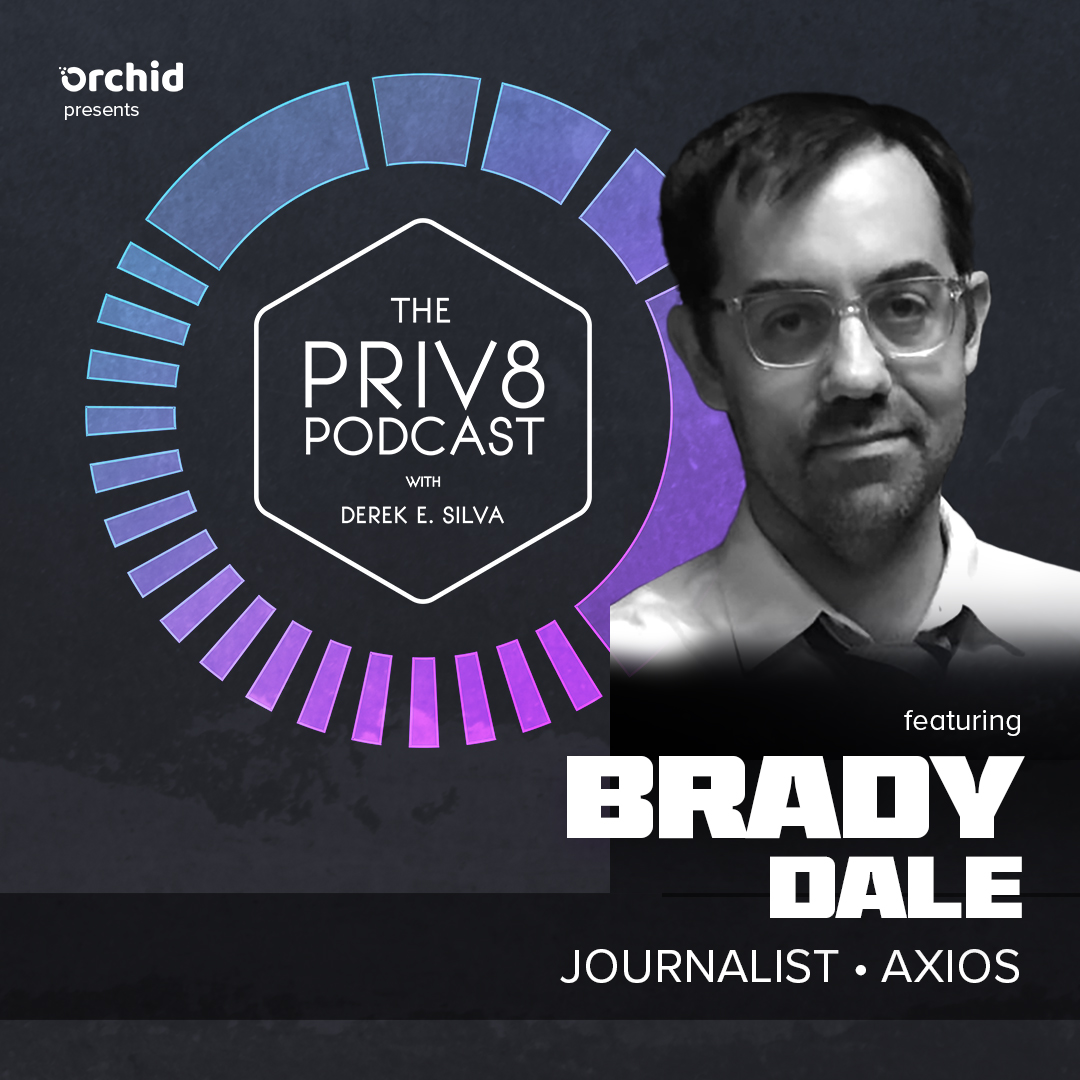 Orchid
presents
THE
PRIV8
PODCAST
WITH
DEREK E. SILVA
featuring
BRADY
DALE
JOURNALIST • AXIOS